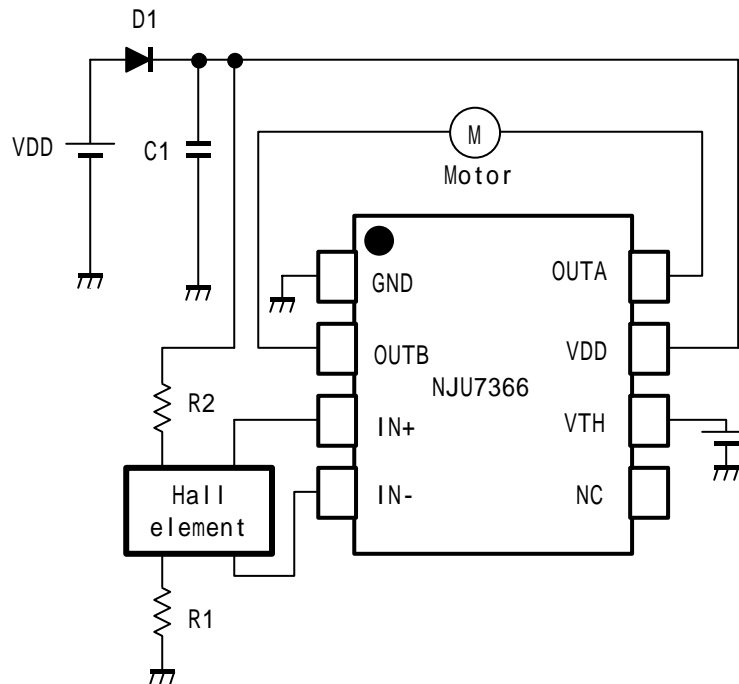 D1
VDD
C1
M
Motor
GND
OUTA
OUTB
VDD
NJU7366
R2
IN+
VTH
Hall
element
IN-
NC
R1